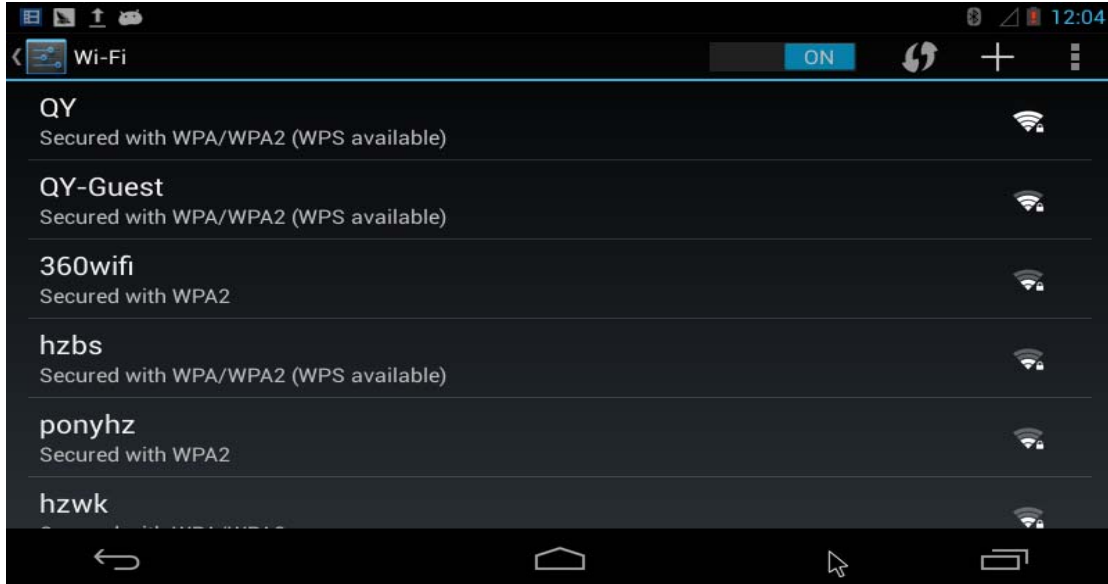 12:04
Wi-Fi
ON
QY
Secured with WPA/WPA2 (WPS available)
QY-Guest
Secured with WPA/WPA2 (WPS available)
360wifi
Secured with WPA2
hzbs
Secured with WPA/WPA2 (WPS available)
ponyhz
Secured with WPA2
hzwk